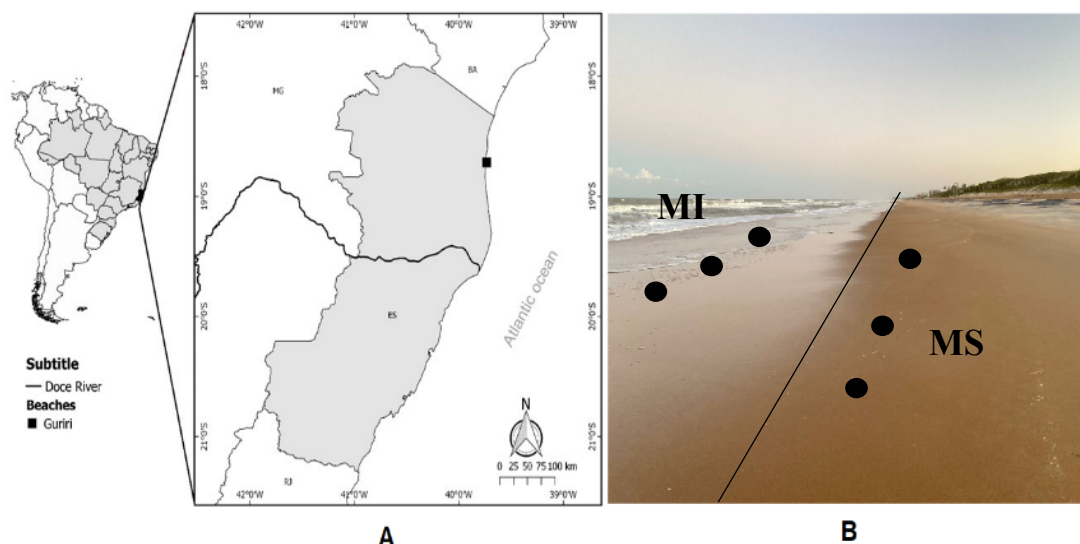 42°0'W 41°0'W 40°0'W 39°0'W
18°0'S 18°0'S
BA
MG
19°0'S 19°0'S
20°0'S 20°0'S
ES
Atlantic ocean
21°0'S 21°0'S
RJ
N
0 25 50 75 100 km
42°0'W 41°0'W 40°0'W 39°0'W
Subtitle
Doce River
Beaches
Guriri
A
MI
MS
B